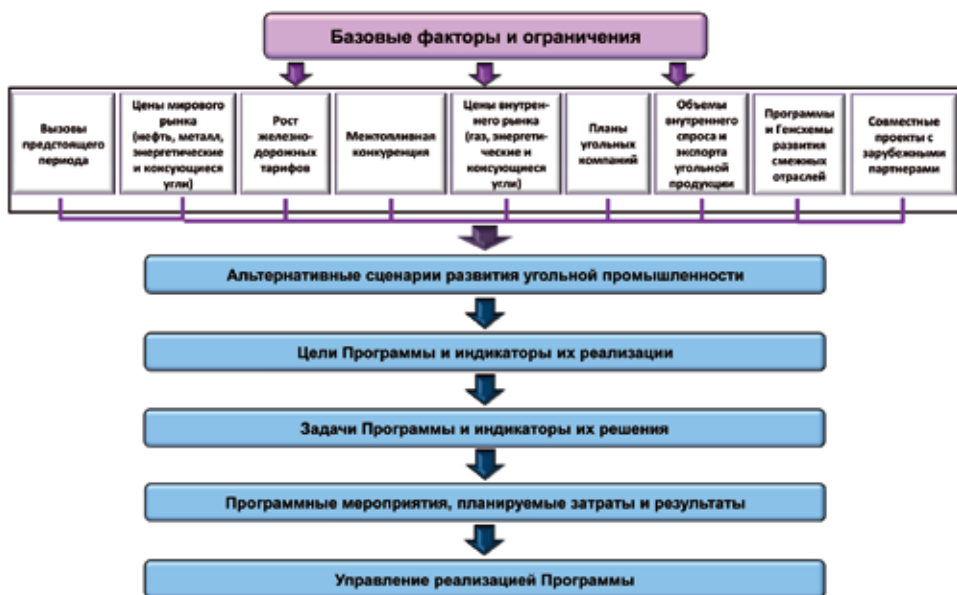 Базовые факторы и ограничения
Вызовы
предстоящего
периода
Цены мирового
рынка
(нефть, металл,
энергетические
и коксующиеся
угли)
Рост
железно-
дорожных
тарифов
Межтопливная
конкуренция
Цены внутрен-
него рынка
(газ, энергети-
ческие и
коксующиеся
угли)
Планы
угольных
компаний
Объемы
внутреннего
спроса и
экспорта
угольной
продукции
Программы
и Генсхемы
развития
смежных
отраслей
Совместные
проекты с
зарубежными
партнерами
Альтернативные сценарии развития угольной промышленности
Цели Программы и индикаторы их реализации
Задачи Программы и индикаторы их решения
Программные мероприятия, планируемые затраты и результаты
Управление реализацией Программы